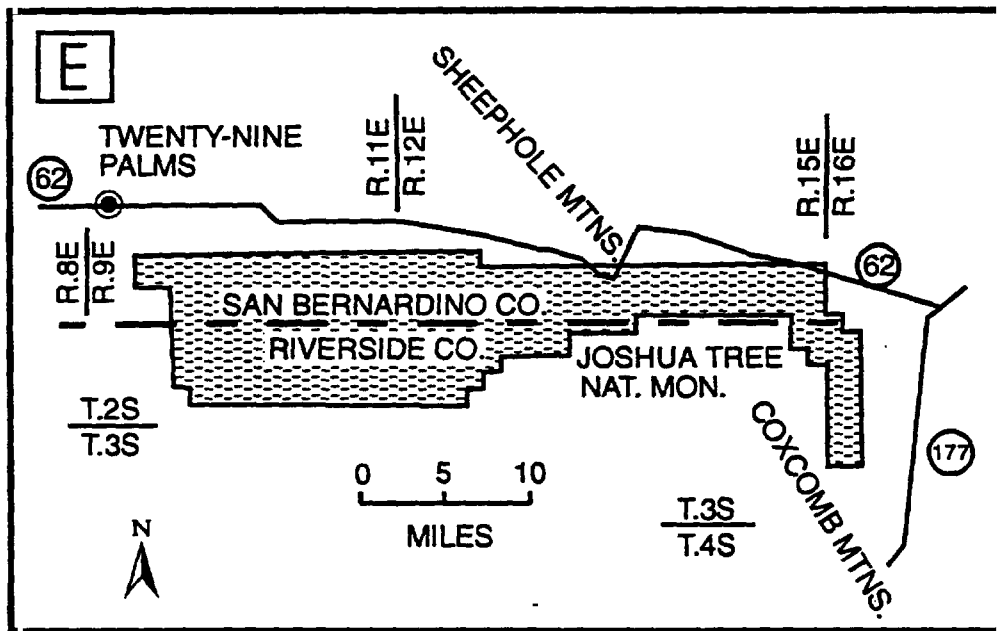 E
TWENTY-NINE
PALMS
62
R.8E
R.9E
R.11E
R.12E
SHEEPHOLE MTNS.
R.15E
R.16E
62
SAN BERNARDINO CO.
RIVERSIDE CO.
JOSHUA TREE
NAT. MON.
T.2S
T.3S
COXCOMB MTNS.
177
0 5 10
MILES
T.3S
T.4S
N